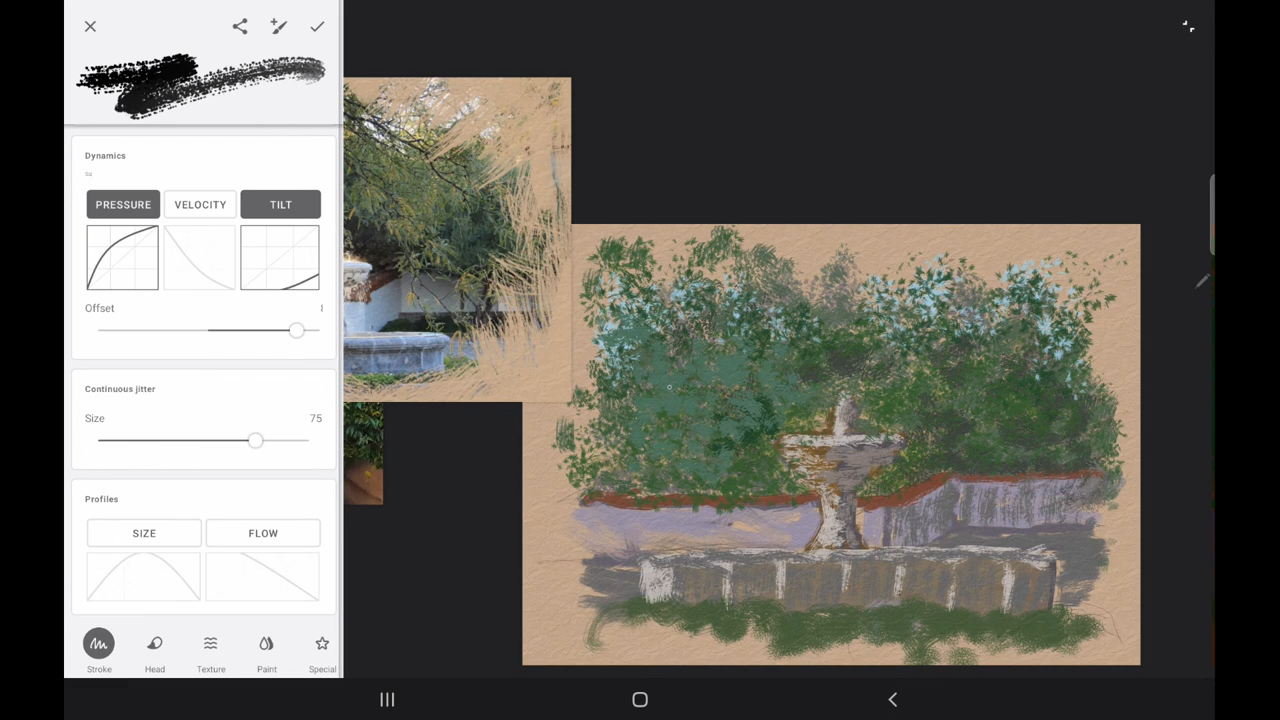 Dynamics
PRESSURE VELOCITY TILT
Offset
Continuous jitter
Size 75
Profiles
SIZE FLOW
Stroke Head Texture Paint Special